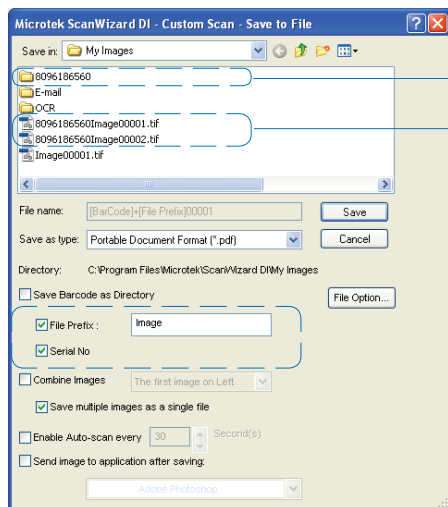 Microtek ScanWizard DI - Custom Scan - Save to File
Save in: My Images
8096186560
E-mail
OCR
8096186560Image00001.tif
8096186560Image00002.tif
Image00001.tif
File name: [BarCode]+[File Prefix]00001 Save
Save as type: Portable Document Format (*.pdf) Cancel
Directory: C:\Program Files\Microtek\ScanWizard DI\My Images
Save Barcode as Directory File Option...
File Prefix : Image
Serial No
Combine Images The first image on Left
Save multiple images as a single file
Enable Auto-scan every 30 Second(s)
Send image to application after saving:
Adobe Photoshop